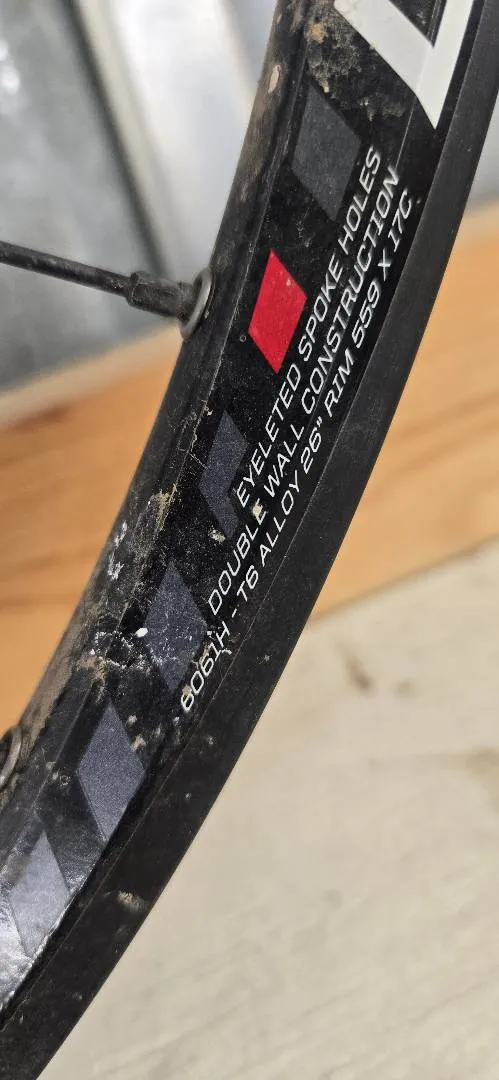 EYELETED SPOKE HOLES
DOUBLE WALL CONSTRUCTION
6061H - T6 ALLOY 26" RIM 559 X 17C